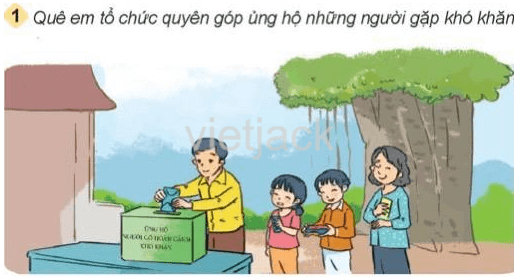 1 Quê em tổ chức quyên góp ủng hộ những người gặp khó khăn
vietjack
ỦNG HỘ
NGƯỜI CÓ HOÀN CẢNH
KHÓ KHĂN